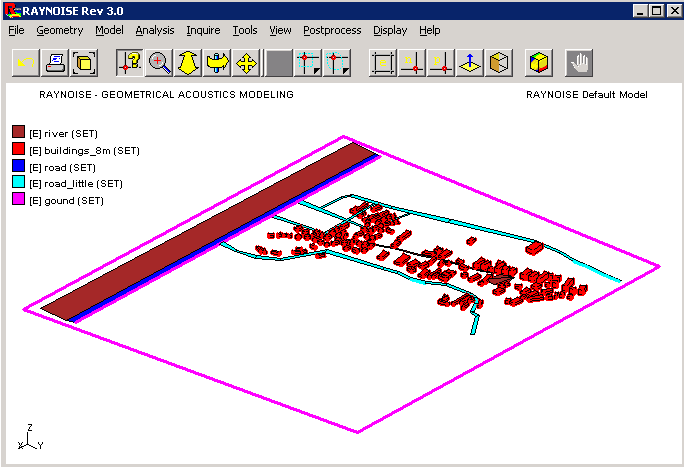 RAYNOISE Rev 3.0
File Geometry Model Analysis Inquire Tools View Postprocess Display Help
RAYNOISE - GEOMETRICAL ACOUSTICS MODELING RAYNOISE Default Model
[E] river (SET)
[E] buildings_8m (SET)
[E] road (SET)
[E] road_little (SET)
[E] gound (SET)
Z
X Y